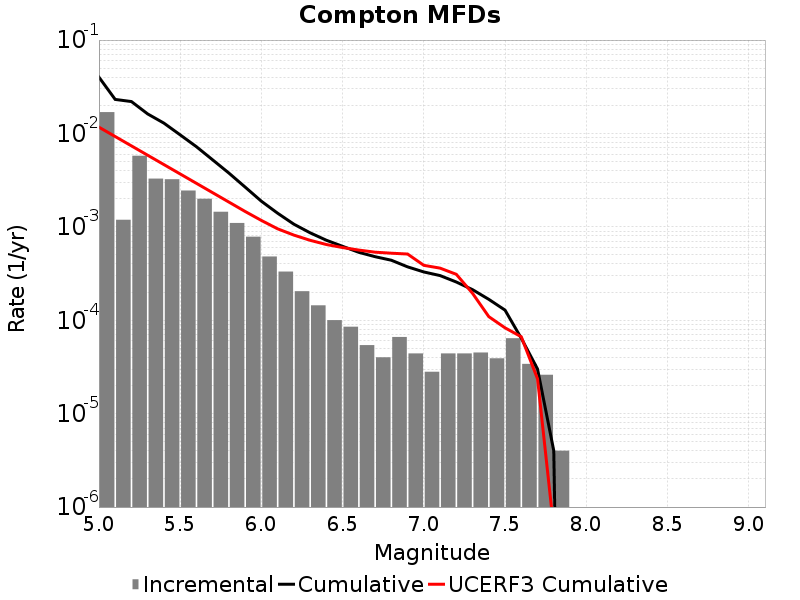 Compton MFDs
Rate (1/yr)
10-1
10-2
10-3
10-4
10-5
10-6
5.0 5.5 6.0 6.5 7.0 7.5 8.0 8.5 9.0
Magnitude
Incremental Cumulative UCERF3 Cumulative